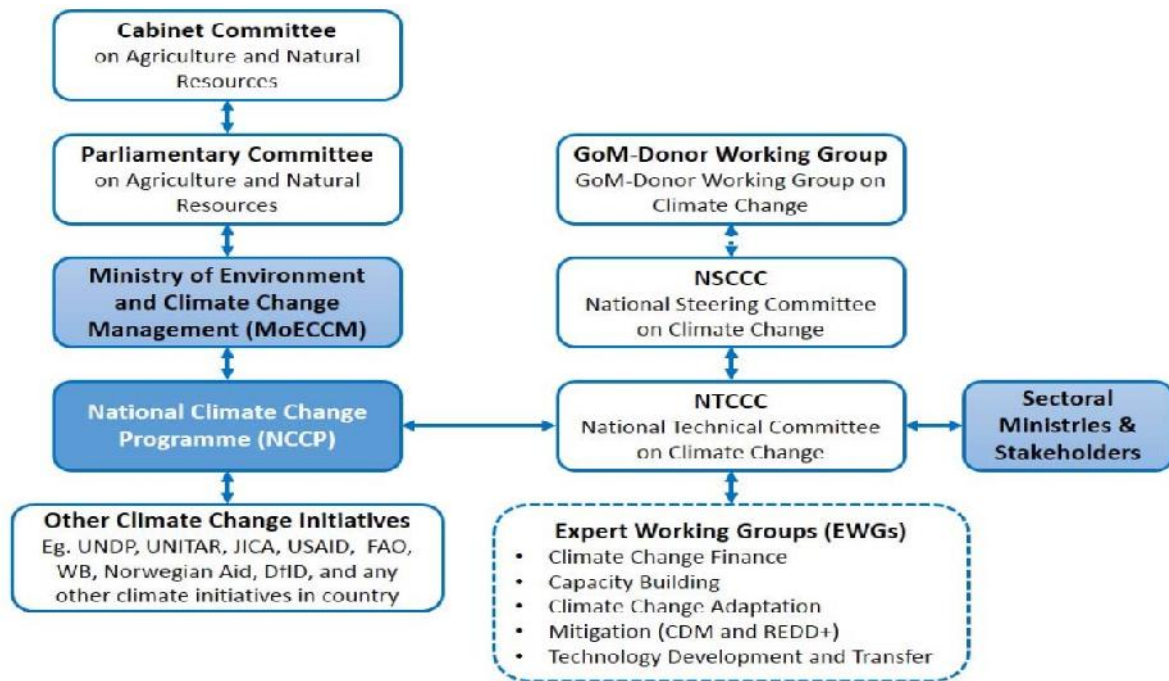 Cabinet Committee
on Agriculture and Natural
Resources
Parliamentary Committee
on Agriculture and Natural
Resources
GoM-Donor Working Group
GoM-Donor Working Group on
Climate Change
Ministry of Environment
and Climate Change
Management (MoECCM)
NSCCC
National Steering Committee
on Climate Change
National Climate Change
Programme (NCCP)
NTCCC
National Technical Committee
on Climate Change
Sectoral
Ministries &
Stakeholders
Other Climate Change Initiatives
Eg. UNDP, UNITAR, JICA, USAID, FAO,
WB, Norwegian Aid, DfID, and any
other climate initiatives in country
Expert Working Groups (EWGs)
• Climate Change Finance
• Capacity Building
• Climate Change Adaptation
• Mitigation (CDM and REDD+)
• Technology Development and Transfer